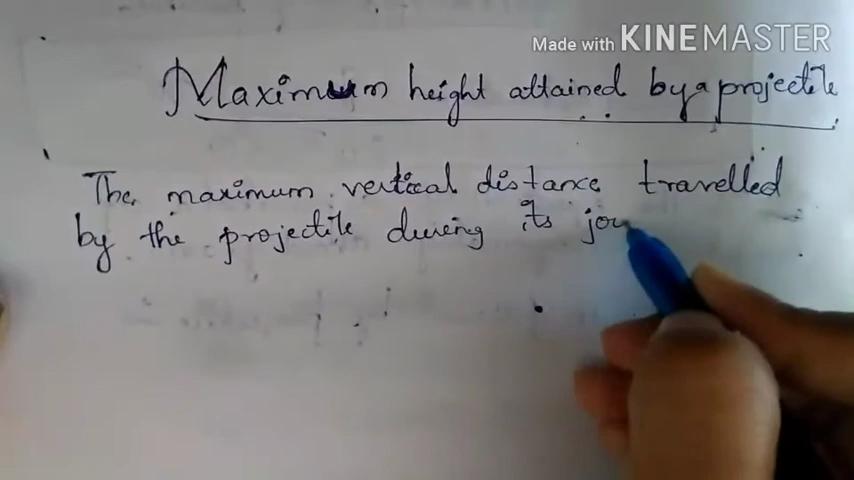 Made with KINEMASTER
Maximum height attained by a projectile
The maximum vertical distance travelled
by the projectile during its jou